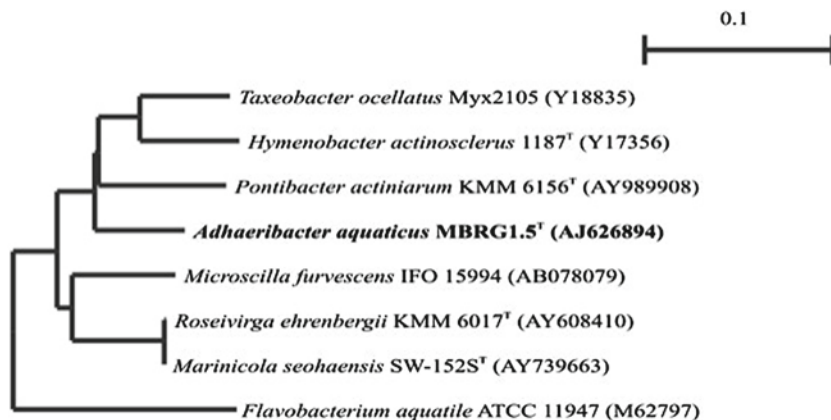 0.1
Taxeobacter ocellatus Myx2105 (Y18835)
Hymenobacter actinosclerus 1187ᵀ (Y17356)
Pontibacter actiniarum KMM 6156ᵀ (AY989908)
Adhaeribacter aquaticus MBRG1.5ᵀ (AJ626894)
Microscilla furvescens IFO 15994 (AB078079)
Roseivirga ehrenbergii KMM 6017ᵀ (AY608410)
Marinicola seohaensis SW-152Sᵀ (AY739663)
Flavobacterium aquatile ATCC 11947 (M62797)